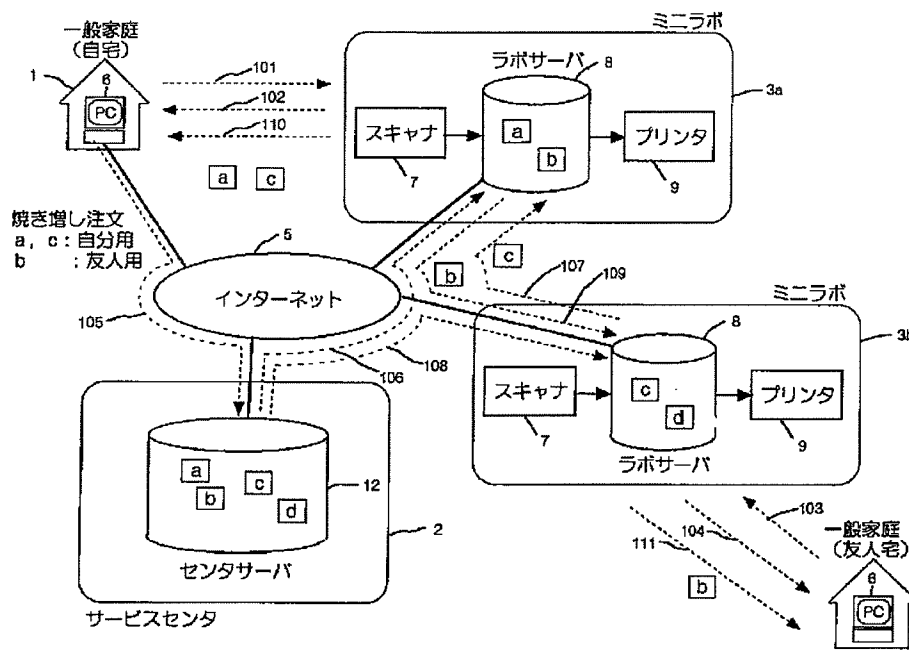 一般家庭
(自宅)
1
6
PC
101
102
110
a
c
ミニラボ
ラボサーバ
8
3a
スキャナ
a
b
プリンタ
7
9
焼き増し注文
a, c：自分用
b　：友人用
5
インターネット
105
b
c
107
109
106
108
ミニラボ
8
3b
スキャナ
c
d
プリンタ
7
9
ラボサーバ
a
b
c
d
12
2
センタサーバ
サービスセンタ
103
104
111
b
一般家庭
(友人宅)
6
PC